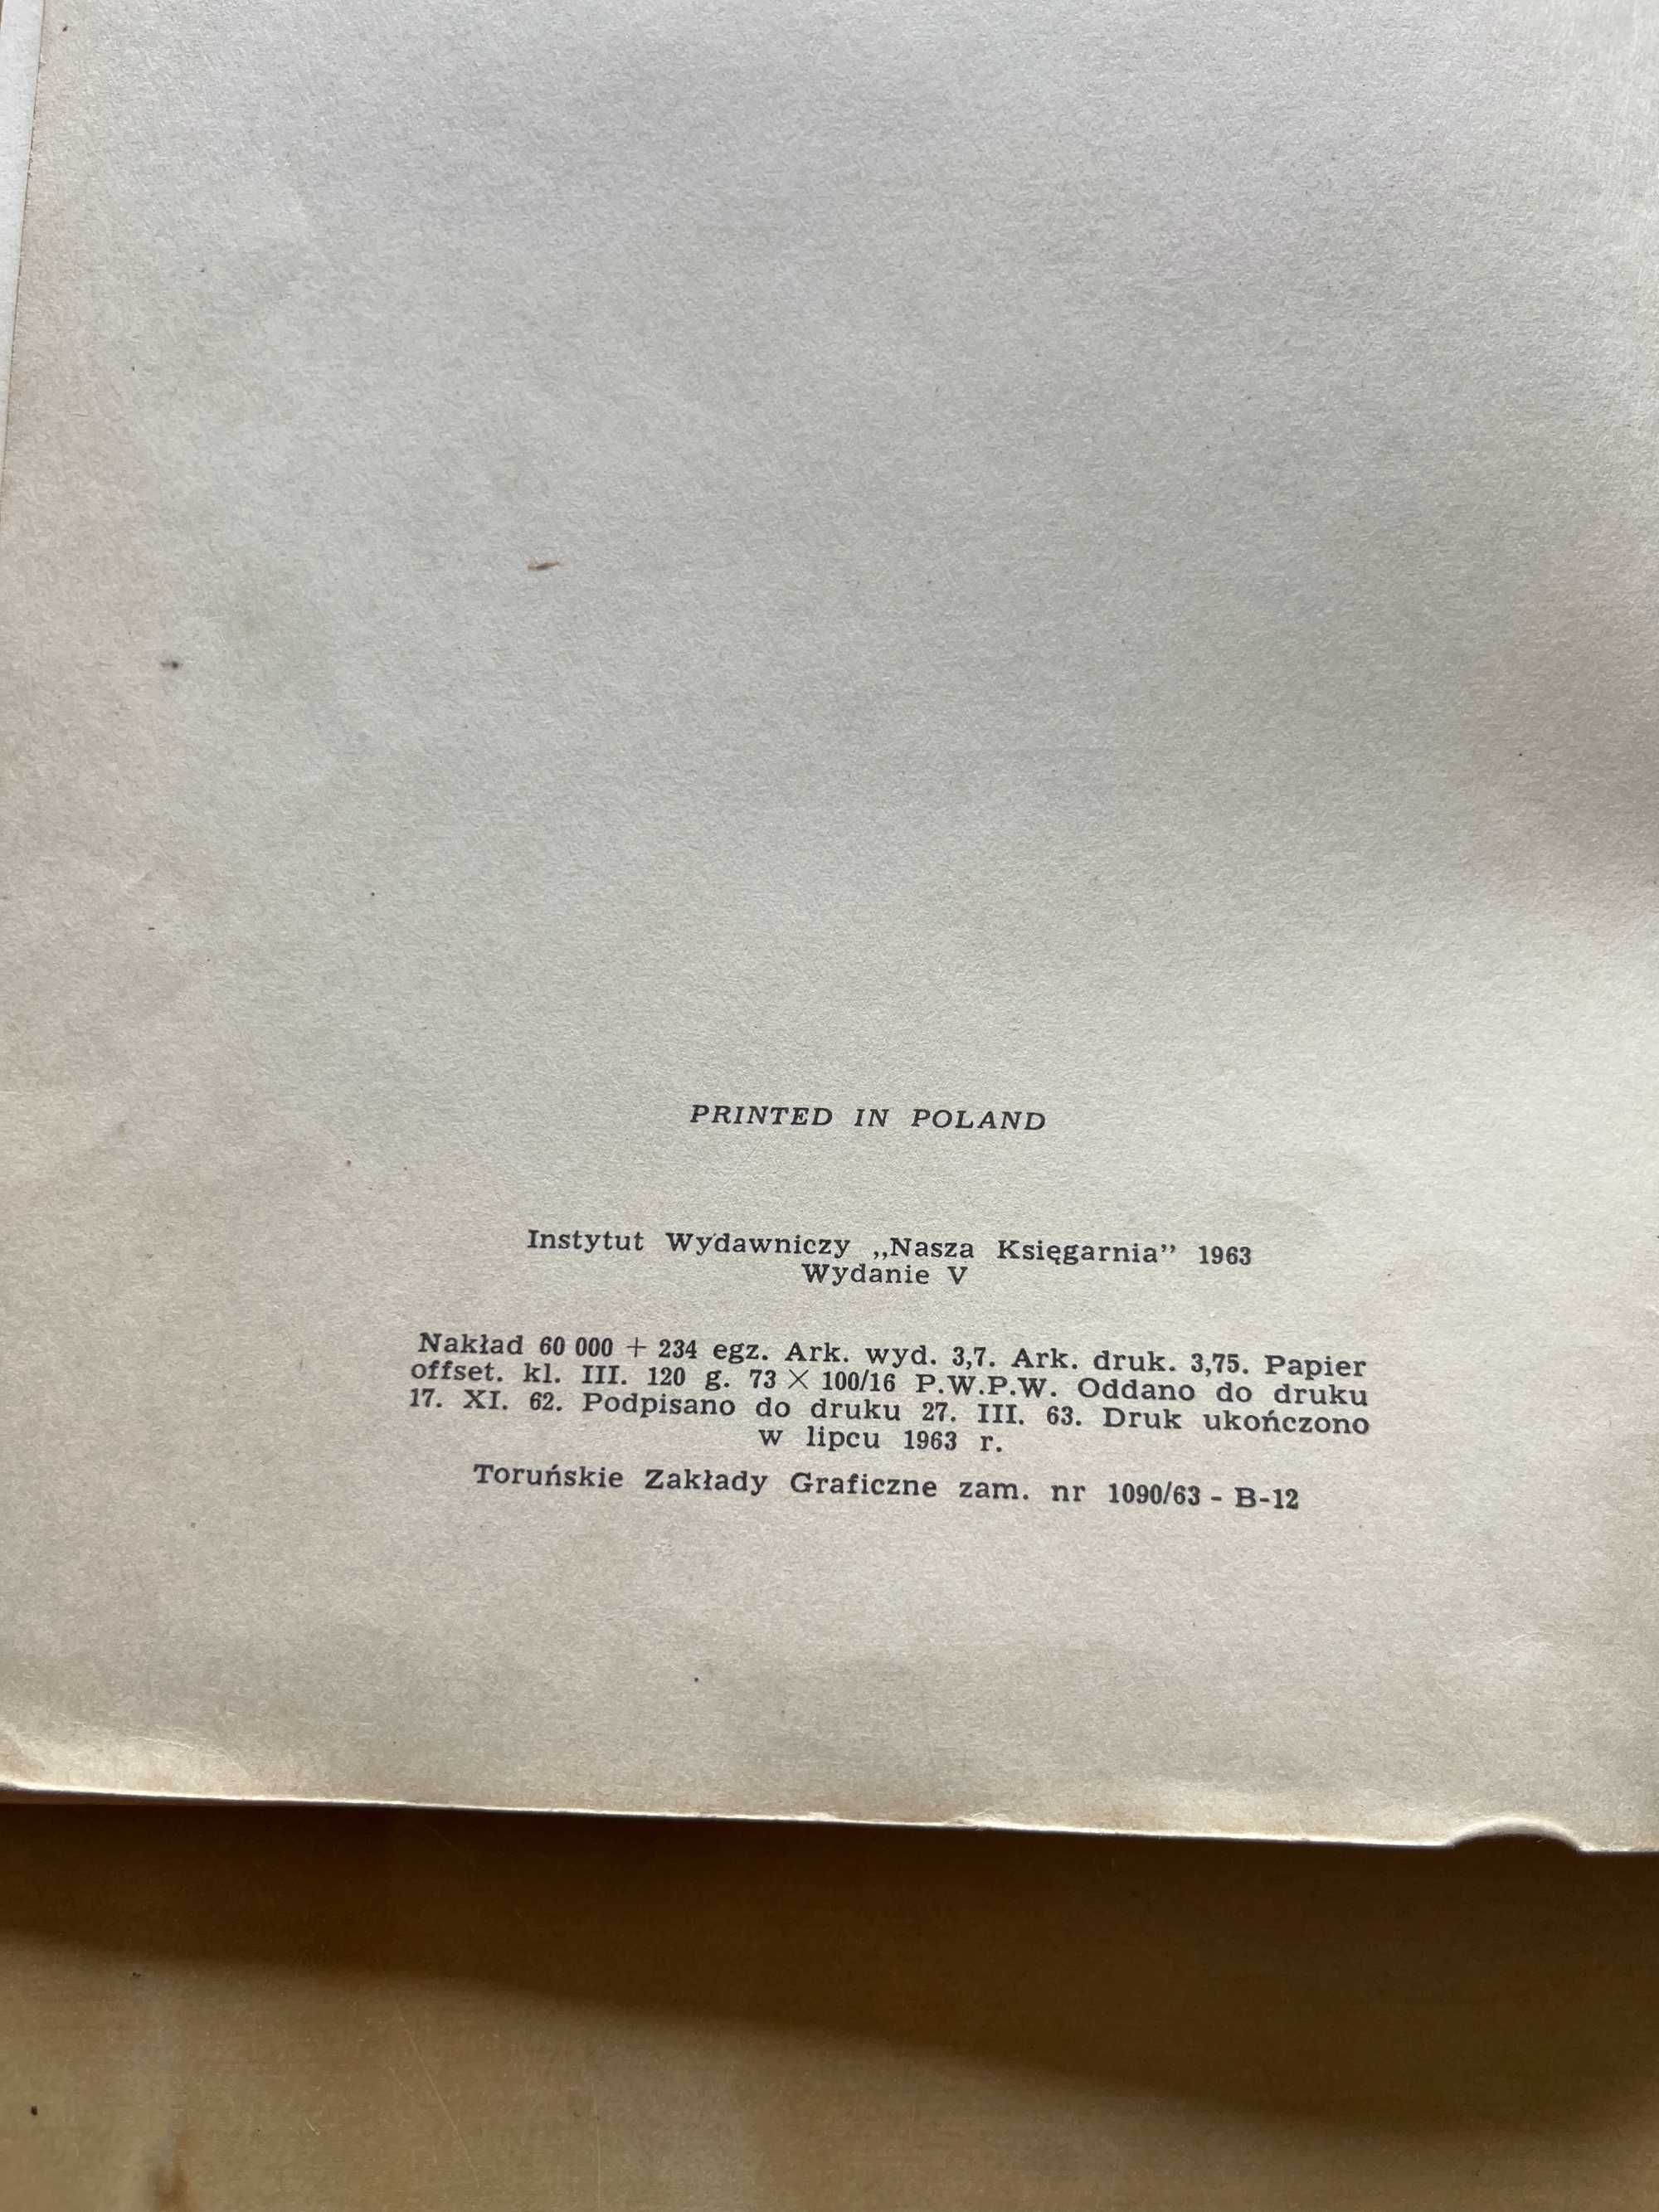 PRINTED IN POLAND
Instytut Wydawniczy „Nasza Księgarnia” 1963
Wydanie V
Nakład 60 000 + 234 egz. Ark. wyd. 3,7. Ark. druk. 3,75. Papier
offset. kl. III. 120 g. 73 × 100/16 P.W.P.W. Oddano do druku
17. XI. 62. Podpisano do druku 27. III. 63. Druk ukończono
w lipcu 1963 r.
Toruńskie Zakłady Graficzne zam. nr 1090/63 - B-12